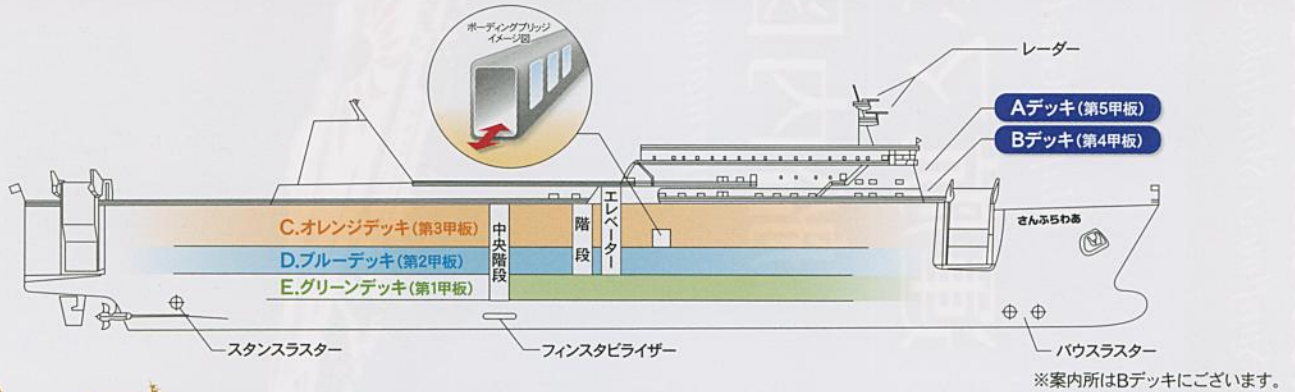 ボーディングブリッジ
イメージ図
レーダー
Aデッキ(第5甲板)
Bデッキ(第4甲板)
エレベーター
階段
中央階段
さんふらわあ
C.オレンジデッキ(第3甲板)
D.ブルーデッキ(第2甲板)
E.グリーンデッキ(第1甲板)
スタンスラスター
フィンスタビライザー
バウスラスター
※案内所はBデッキにございます。